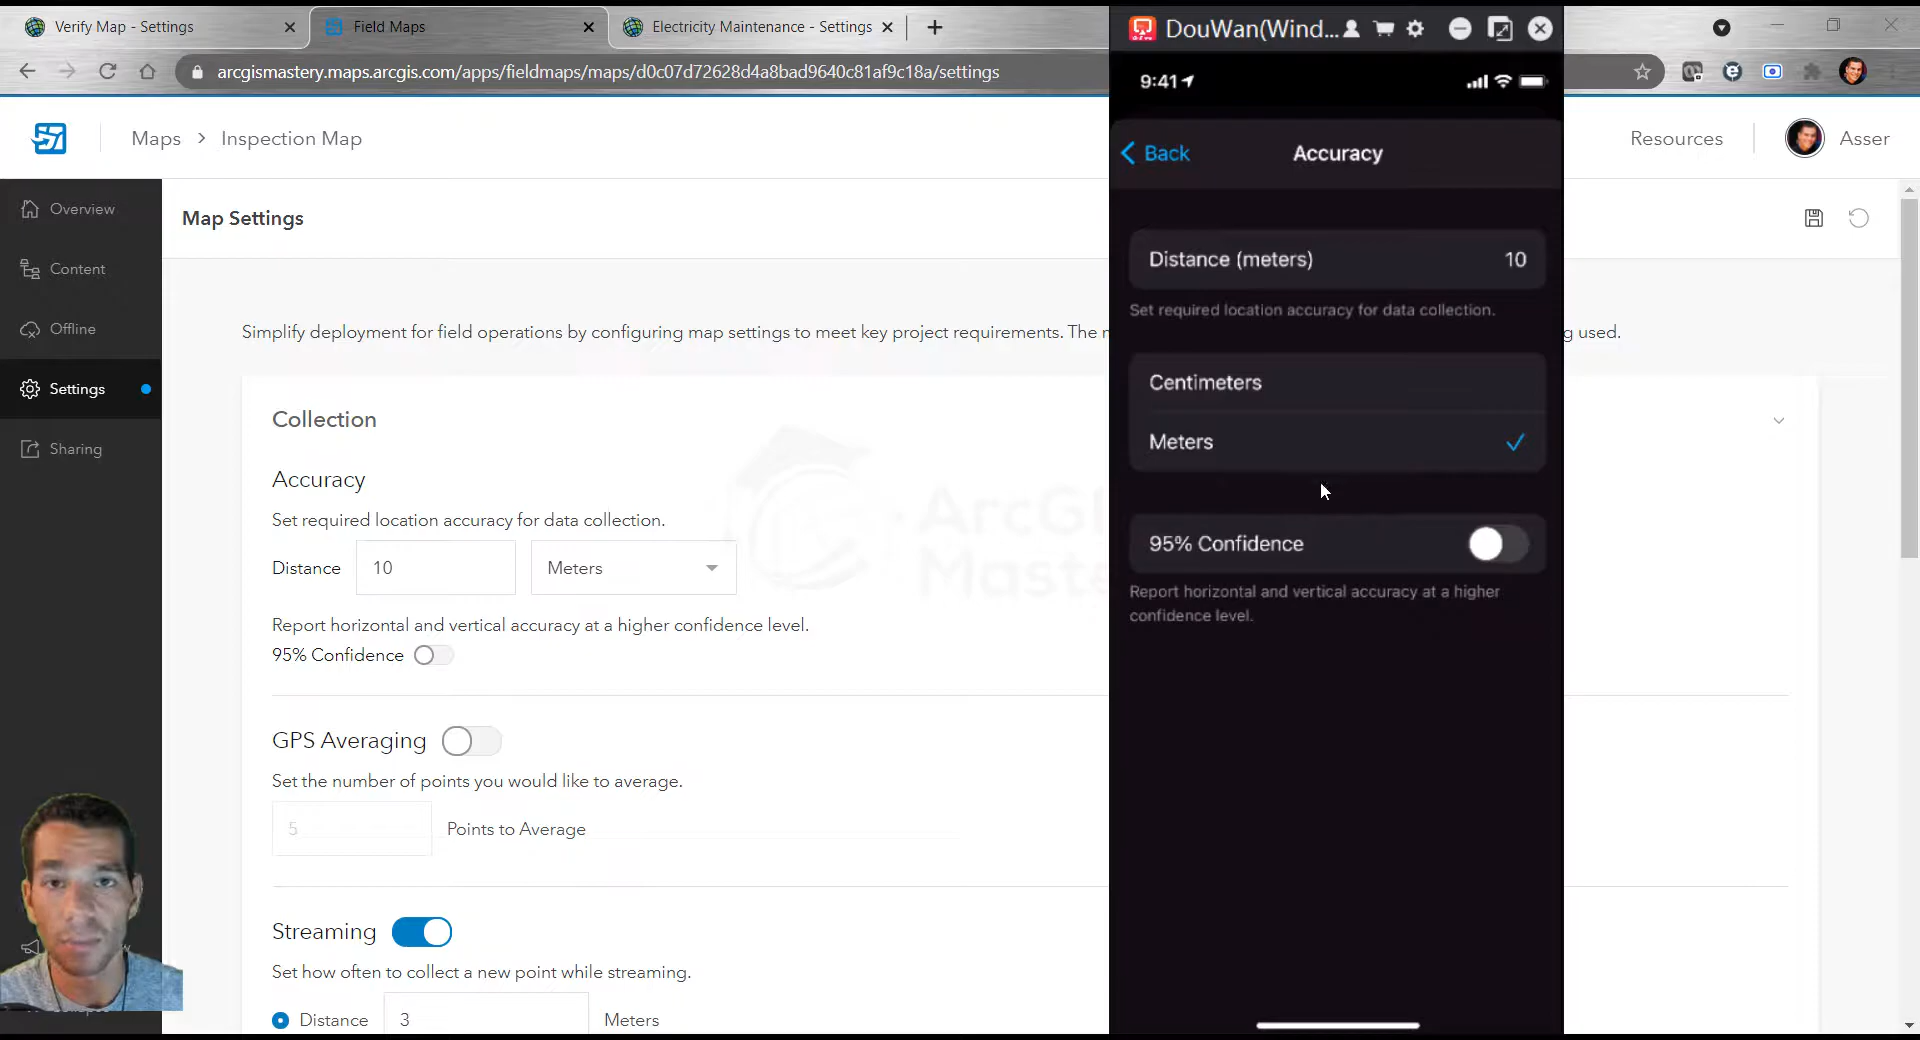 Verify Map - Settings
Field Maps
Electricity Maintenance - Settings
DouWan(Wind...
arcgismastery.maps.arcgis.com/apps/fieldmaps/maps/d0c07d72628d4a8bad9640c81af9c18a/settings
9:41
Maps > Inspection Map
Back
Accuracy
Resources
Asser
Overview
Content
Offline
Settings
Sharing
Map Settings
Simplify deployment for field operations by configuring map settings to meet key project requirements. The
g used.
Collection
Accuracy
Set required location accuracy for data collection.
Distance
10
Meters
Report horizontal and vertical accuracy at a higher confidence level.
95% Confidence
GPS Averaging
Set the number of points you would like to average.
5
Points to Average
Streaming
Set how often to collect a new point while streaming.
Distance
3
Meters
Distance (meters)
10
Set required location accuracy for data collection.
Centimeters
Meters
95% Confidence
Report horizontal and vertical accuracy at a higher
confidence level.
ArcGI
Maste